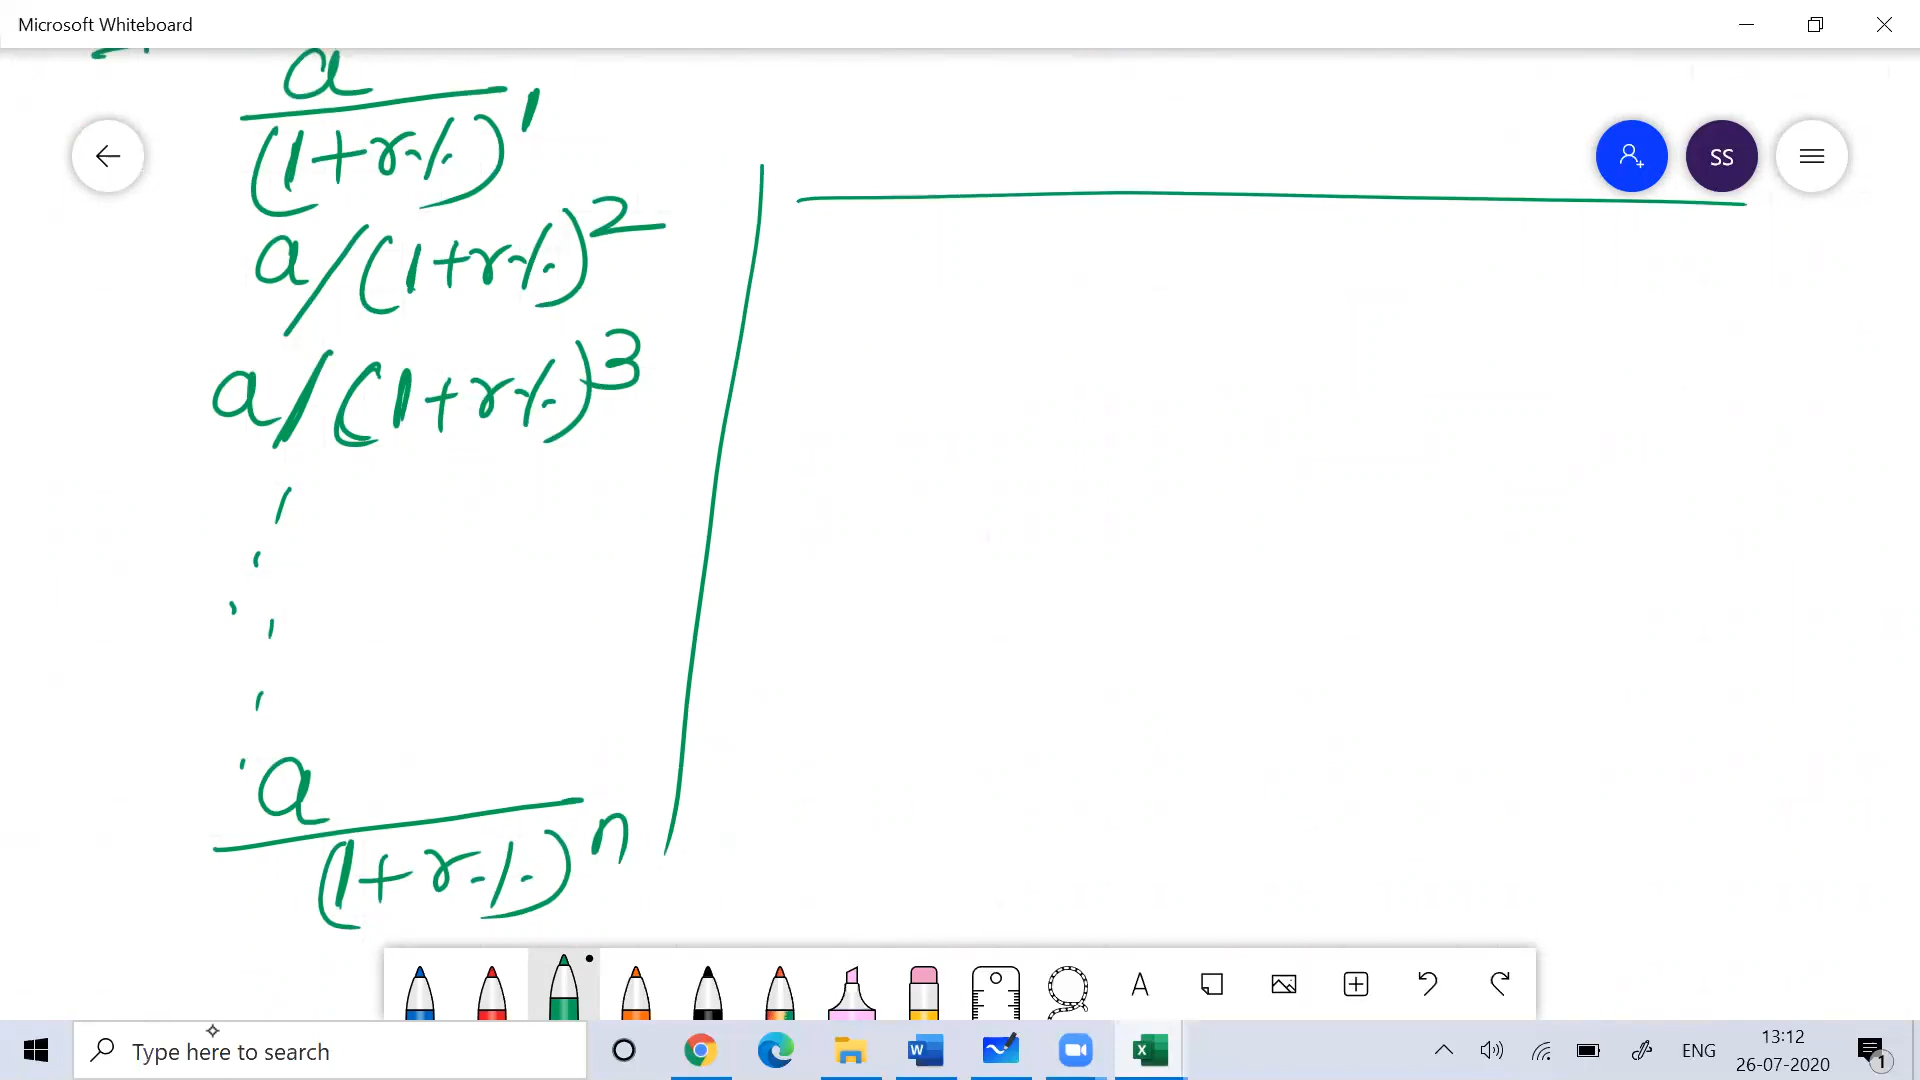 Microsoft Whiteboard
a
(1+r%)^1
SS
a/(1+r%)^2
a/(1+r%)^3
a
(1+r%)^n
A
Type here to search
ENG
13:12
26-07-2020
1